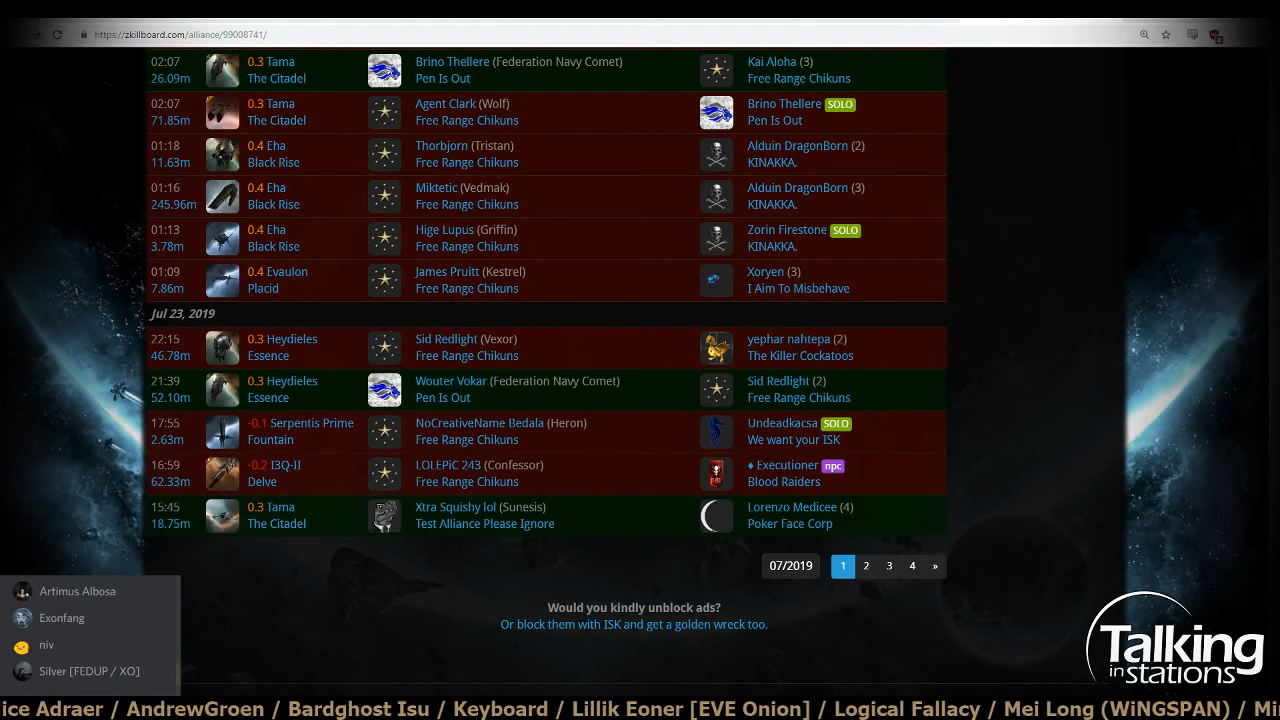 https://zkillboard.com/alliance/99008741/
02:07 0.3 Tama Brino Thellere (Federation Navy Comet) Kai Aloha (3)
26.09m The Citadel Pen Is Out Free Range Chikuns
02:07 0.3 Tama Agent Clark (Wolf) Brino Thellere SOLO
71.85m The Citadel Free Range Chikuns Pen Is Out
01:18 0.4 Eha Thorbjorn (Tristan) Alduin DragonBorn (2)
11.63m Black Rise Free Range Chikuns KINAKKA.
01:16 0.4 Eha Miktetic (Vedmak) Alduin DragonBorn (3)
245.96m Black Rise Free Range Chikuns KINAKKA.
01:13 0.4 Eha Hige Lupus (Griffin) Zorin Firestone SOLO
3.78m Black Rise Free Range Chikuns KINAKKA.
01:09 0.4 Evaulon James Pruitt (Kestrel) Xoryen (3)
7.86m Placid Free Range Chikuns I Aim To Misbehave
Jul 23, 2019
22:15 0.3 Heydieles Sid Redlight (Vexor) yephar nahtepa (2)
46.78m Essence Free Range Chikuns The Killer Cockatoos
21:39 0.3 Heydieles Wouter Vokar (Federation Navy Comet) Sid Redlight (2)
52.10m Essence Pen Is Out Free Range Chikuns
17:55 -0.1 Serpentis Prime NoCreativeName Bedala (Heron) Undeadkacsa SOLO
2.63m Fountain Free Range Chikuns We want your ISK
16:59 -0.2 I3Q-II LOLEPiC 243 (Confessor) ♦ Executioner npc
62.33m Delve Free Range Chikuns Blood Raiders
15:45 0.3 Tama Xtra Squishy lol (Sunesis) Lorenzo Medicee (4)
18.75m The Citadel Test Alliance Please Ignore Poker Face Corp
07/2019 1 2 3 4 »
Would you kindly unblock ads?
Or block them with ISK and get a golden wreck too.
Artimus Albosa
Exonfang
niv
Silver [FEDUP / XO]
Talking
in STATIONS
ice Adraer / AndrewGroen / Bardghost Isu / Keyboard / Lillik Eoner [EVE Onion] / Logical Fallacy / Mei Long (WiNGSPAN) / Mi